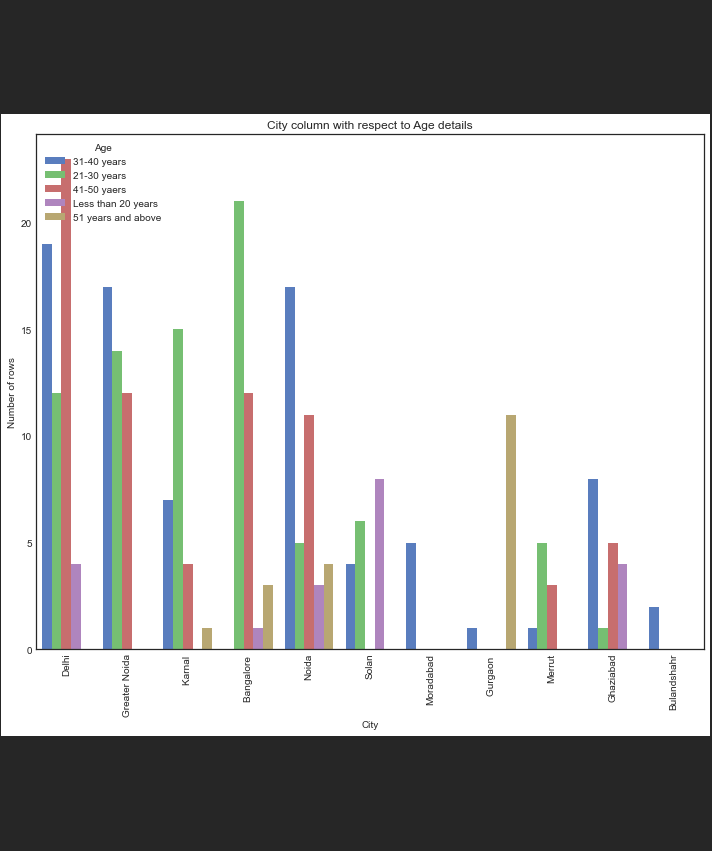 City column with respect to Age details
Age
31-40 years
21-30 years
41-50 yaers
Less than 20 years
51 years and above
20
15
10
5
0
Number of rows
Delhi
Greater Noida
Karnal
Bangalore
Noida
Solan
Moradabad
Gurgaon
Merrut
Ghaziabad
Bulandshahr
City